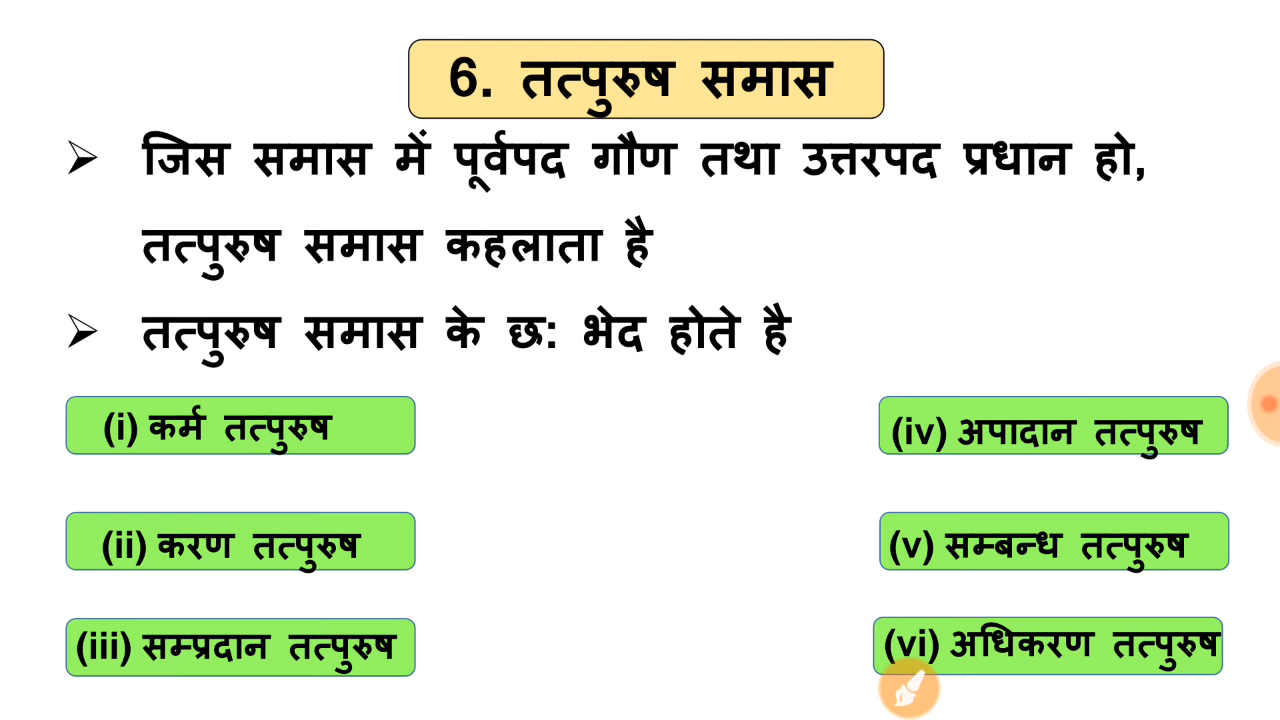 6. तत्पुरुष समास
➢ जिस समास में पूर्वपद गौण तथा उत्तरपद प्रधान हो,
तत्पुरुष समास कहलाता है
➢ तत्पुरुष समास के छ: भेद होते है
(i) कर्म तत्पुरुष
(ii) करण तत्पुरुष
(iii) सम्प्रदान तत्पुरुष
(iv) अपादान तत्पुरुष
(v) सम्बन्ध तत्पुरुष
(vi) अधिकरण तत्पुरुष